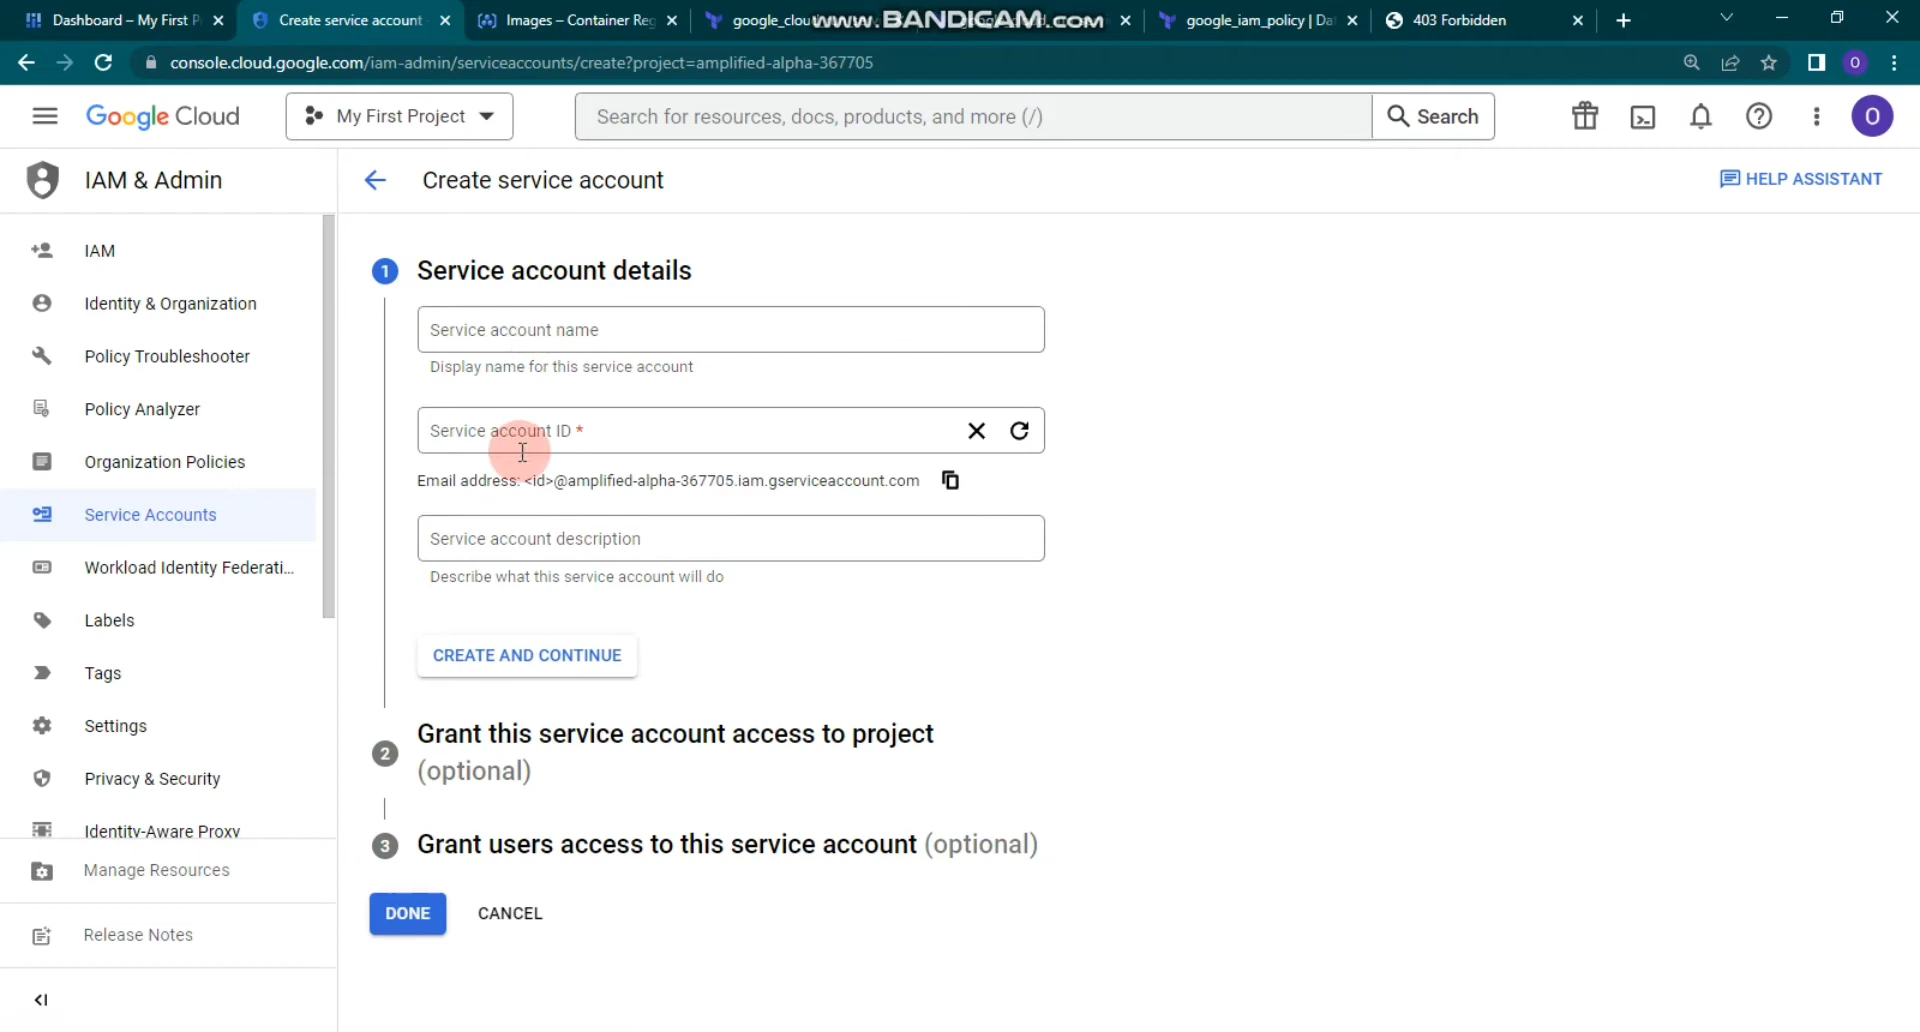 Dashboard – My First P
Create service account
Images – Container Reg
google_clou
www.BANDICAM.com
google_iam_policy | Da
403 Forbidden
console.cloud.google.com/iam-admin/serviceaccounts/create?project=amplified-alpha-367705
O
Google Cloud
My First Project
Search for resources, docs, products, and more (/)
Search
O
IAM & Admin
Create service account
HELP ASSISTANT
IAM
Identity & Organization
Policy Troubleshooter
Policy Analyzer
Organization Policies
Service Accounts
Workload Identity Federati...
Labels
Tags
Settings
Privacy & Security
Identity-Aware Proxy
Manage Resources
Release Notes
1 Service account details
Service account name
Display name for this service account
Service account ID *
Email address: <id>@amplified-alpha-367705.iam.gserviceaccount.com
Service account description
Describe what this service account will do
CREATE AND CONTINUE
2 Grant this service account access to project
(optional)
3 Grant users access to this service account (optional)
DONE
CANCEL